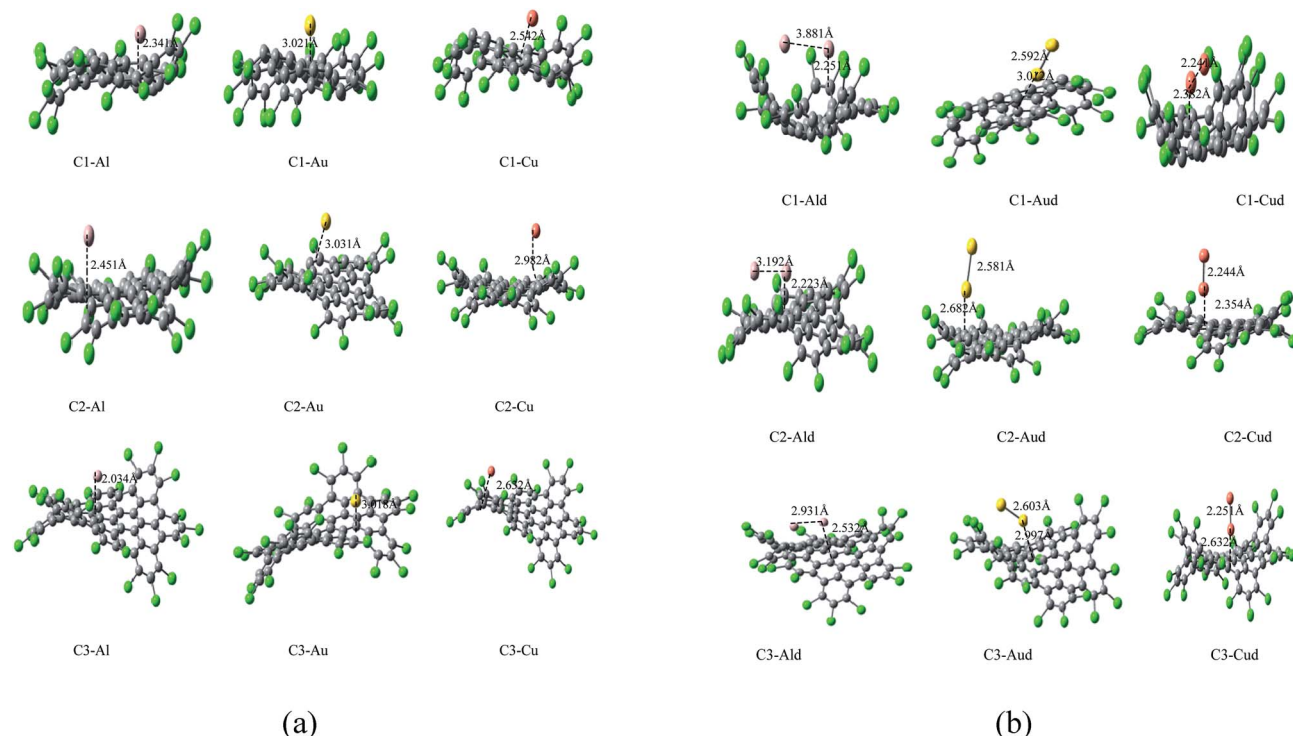 2.341Å
3.021Å
2.542Å
C1-Al
C1-Au
C1-Cu
2.451Å
3.031Å
2.982Å
C2-Al
C2-Au
C2-Cu
2.034Å
3.018Å
2.632Å
C3-Al
C3-Au
C3-Cu
(a)
3.881Å
2.251Å
2.592Å
3.072Å
2.241Å
2.382Å
C1-Ald
C1-Aud
C1-Cud
3.192Å
2.223Å
2.581Å
2.682Å
2.244Å
2.354Å
C2-Ald
C2-Aud
C2-Cud
2.931Å
2.532Å
2.603Å
2.997Å
2.251Å
2.632Å
C3-Ald
C3-Aud
C3-Cud
(b)